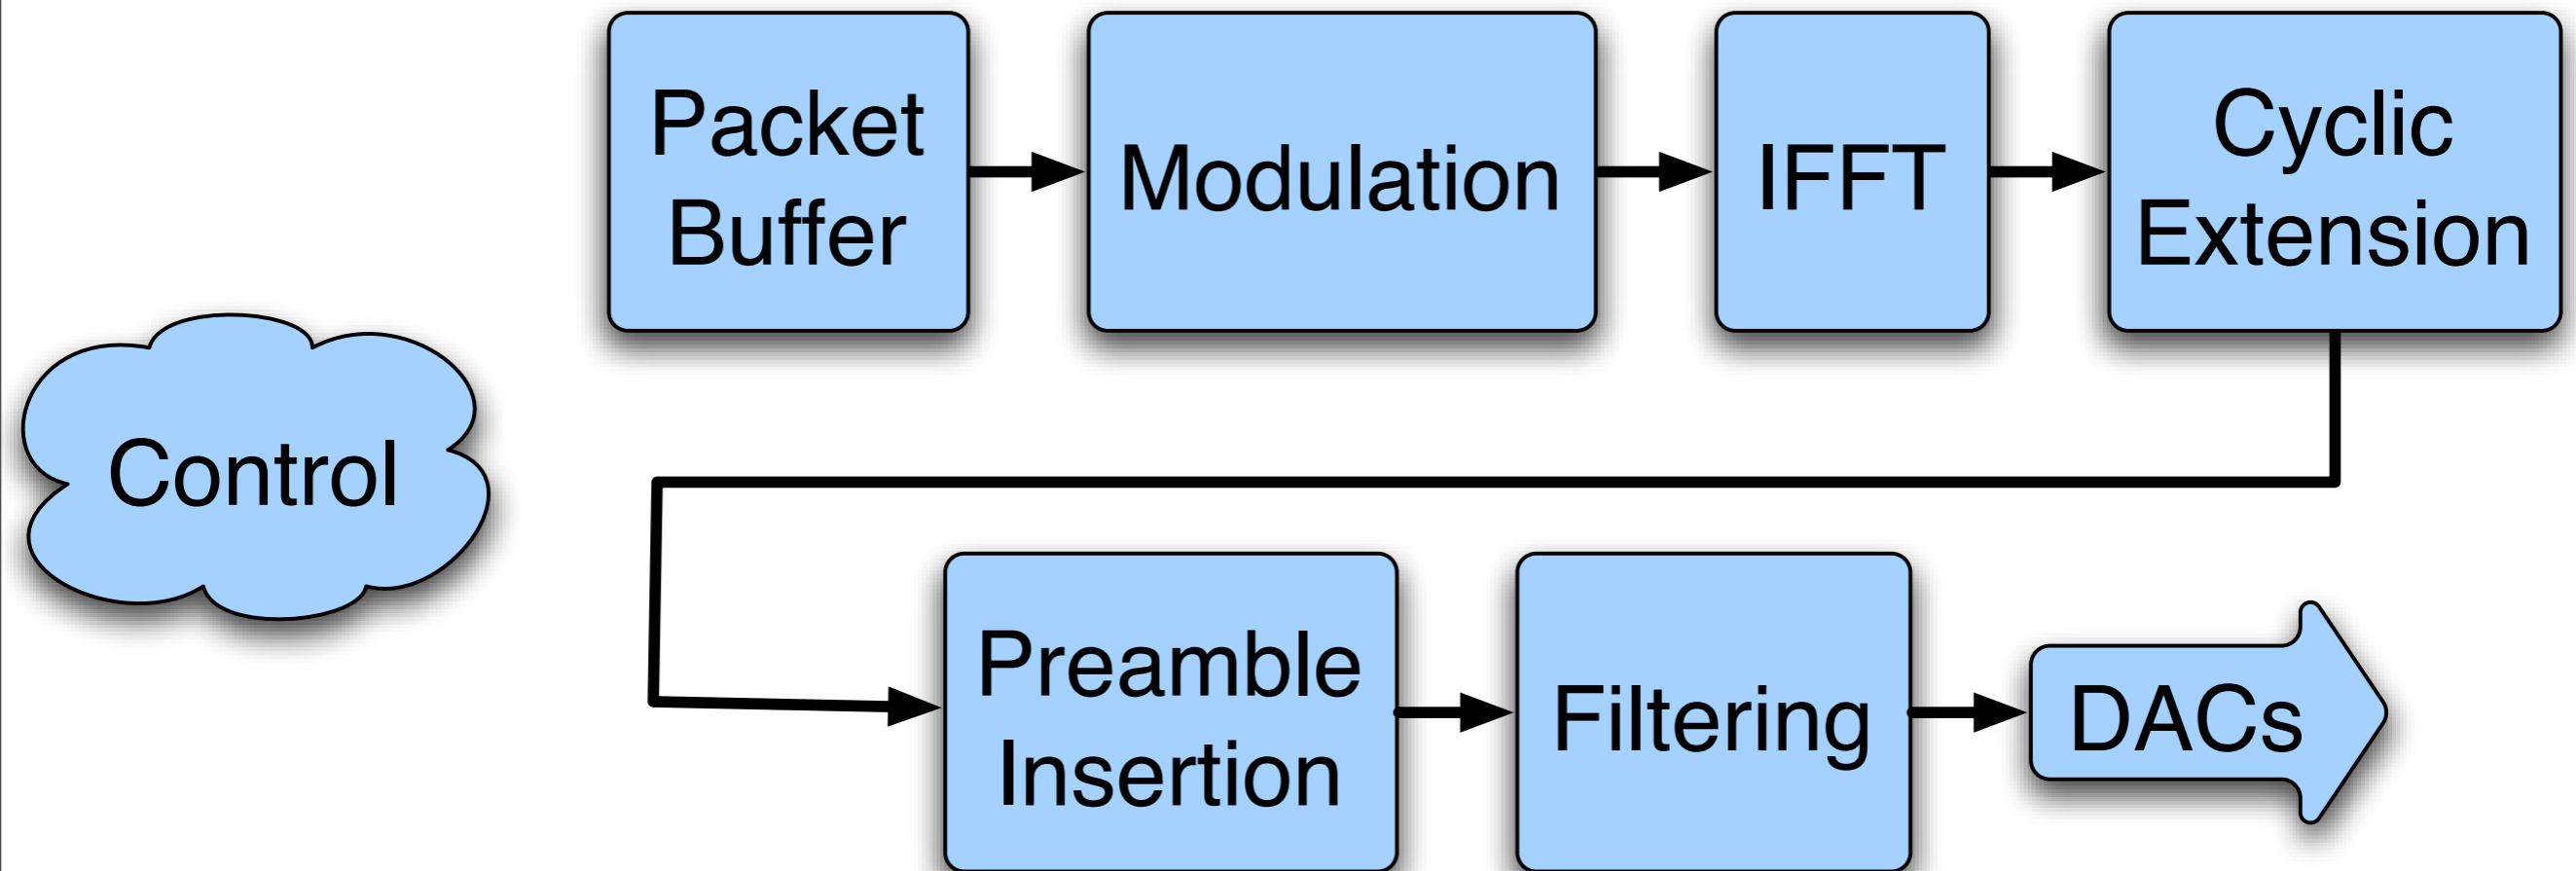 Packet
Buffer
Modulation
IFFT
Cyclic
Extension
Control
Preamble
Insertion
Filtering
DACs